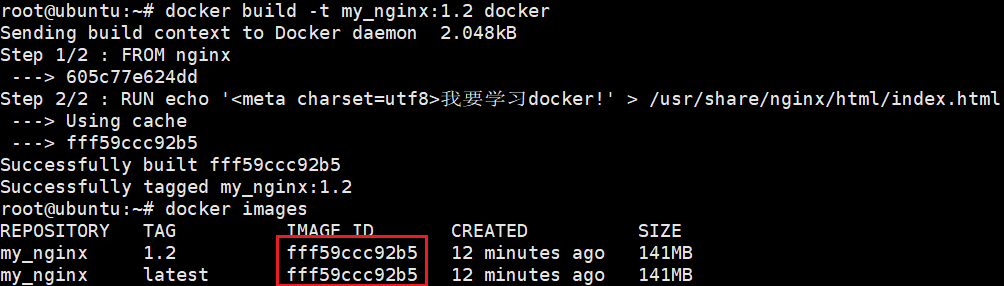 root@ubuntu:~# docker build -t my_nginx:1.2 docker
Sending build context to Docker daemon  2.048kB
Step 1/2 : FROM nginx
 ---> 605c77e624dd
Step 2/2 : RUN echo '<meta charset=utf8>我要学习docker!' > /usr/share/nginx/html/index.html
 ---> Using cache
 ---> fff59ccc92b5
Successfully built fff59ccc92b5
Successfully tagged my_nginx:1.2
root@ubuntu:~# docker images
REPOSITORY   TAG       IMAGE ID       CREATED          SIZE
my_nginx     1.2       fff59ccc92b5   12 minutes ago   141MB
my_nginx     latest    fff59ccc92b5   12 minutes ago   141MB